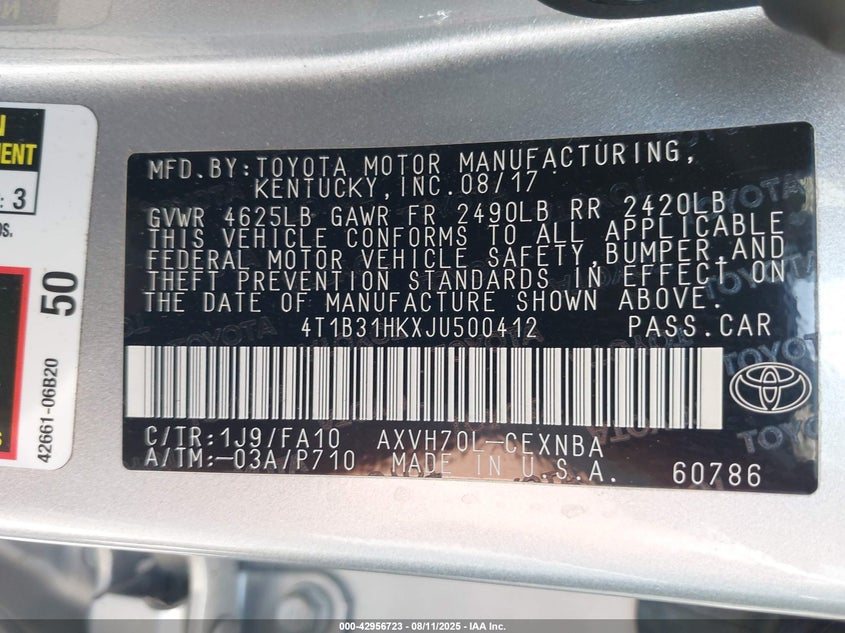 MENT
: 3
OS.
50
42661-06B20
MFD.BY:TOYOTA MOTOR MANUFACTURING,
KENTUCKY,INC.08/17
GVWR 4625LB GAWR FR 2490LB RR 2420LB
THIS VEHICLE CONFORMS TO ALL APPLICABLE
FEDERAL MOTOR VEHICLE SAFETY,BUMPER,AND
THEFT PREVENTION STANDARDS IN EFFECT ON
THE DATE OF MANUFACTURE SHOWN ABOVE.
4T1B31HKXJU500412 PASS.CAR
C/TR:1J9/FA10 AXVH70L-CEXNBA
A/TM:-03A/P710 MADE IN U.S.A. 60786
TOYOTA
000-42956723 - 08/11/2025 - IAA Inc.